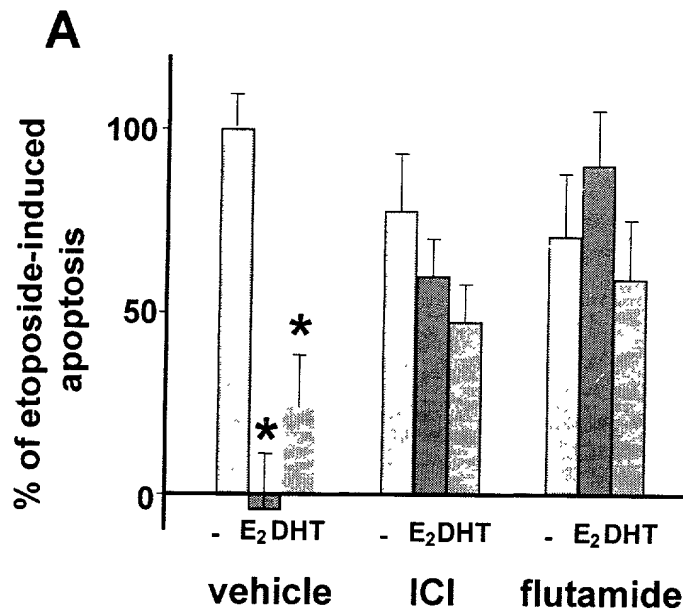 A
% of etoposide-induced
apoptosis
100
50
0
*
*
- E₂ DHT
- E₂ DHT
- E₂ DHT
vehicle
ICI
flutamide